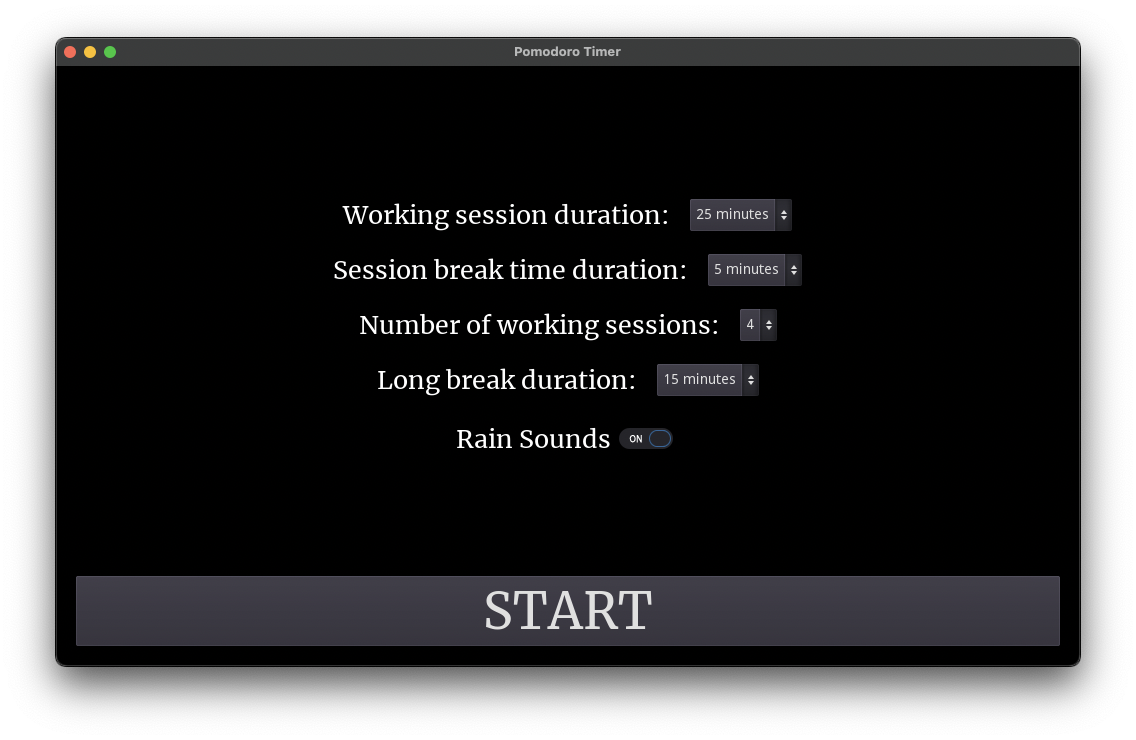 Pomodoro Timer
Working session duration: 25 minutes
Session break time duration: 5 minutes
Number of working sessions: 4
Long break duration: 15 minutes
Rain Sounds ON
START